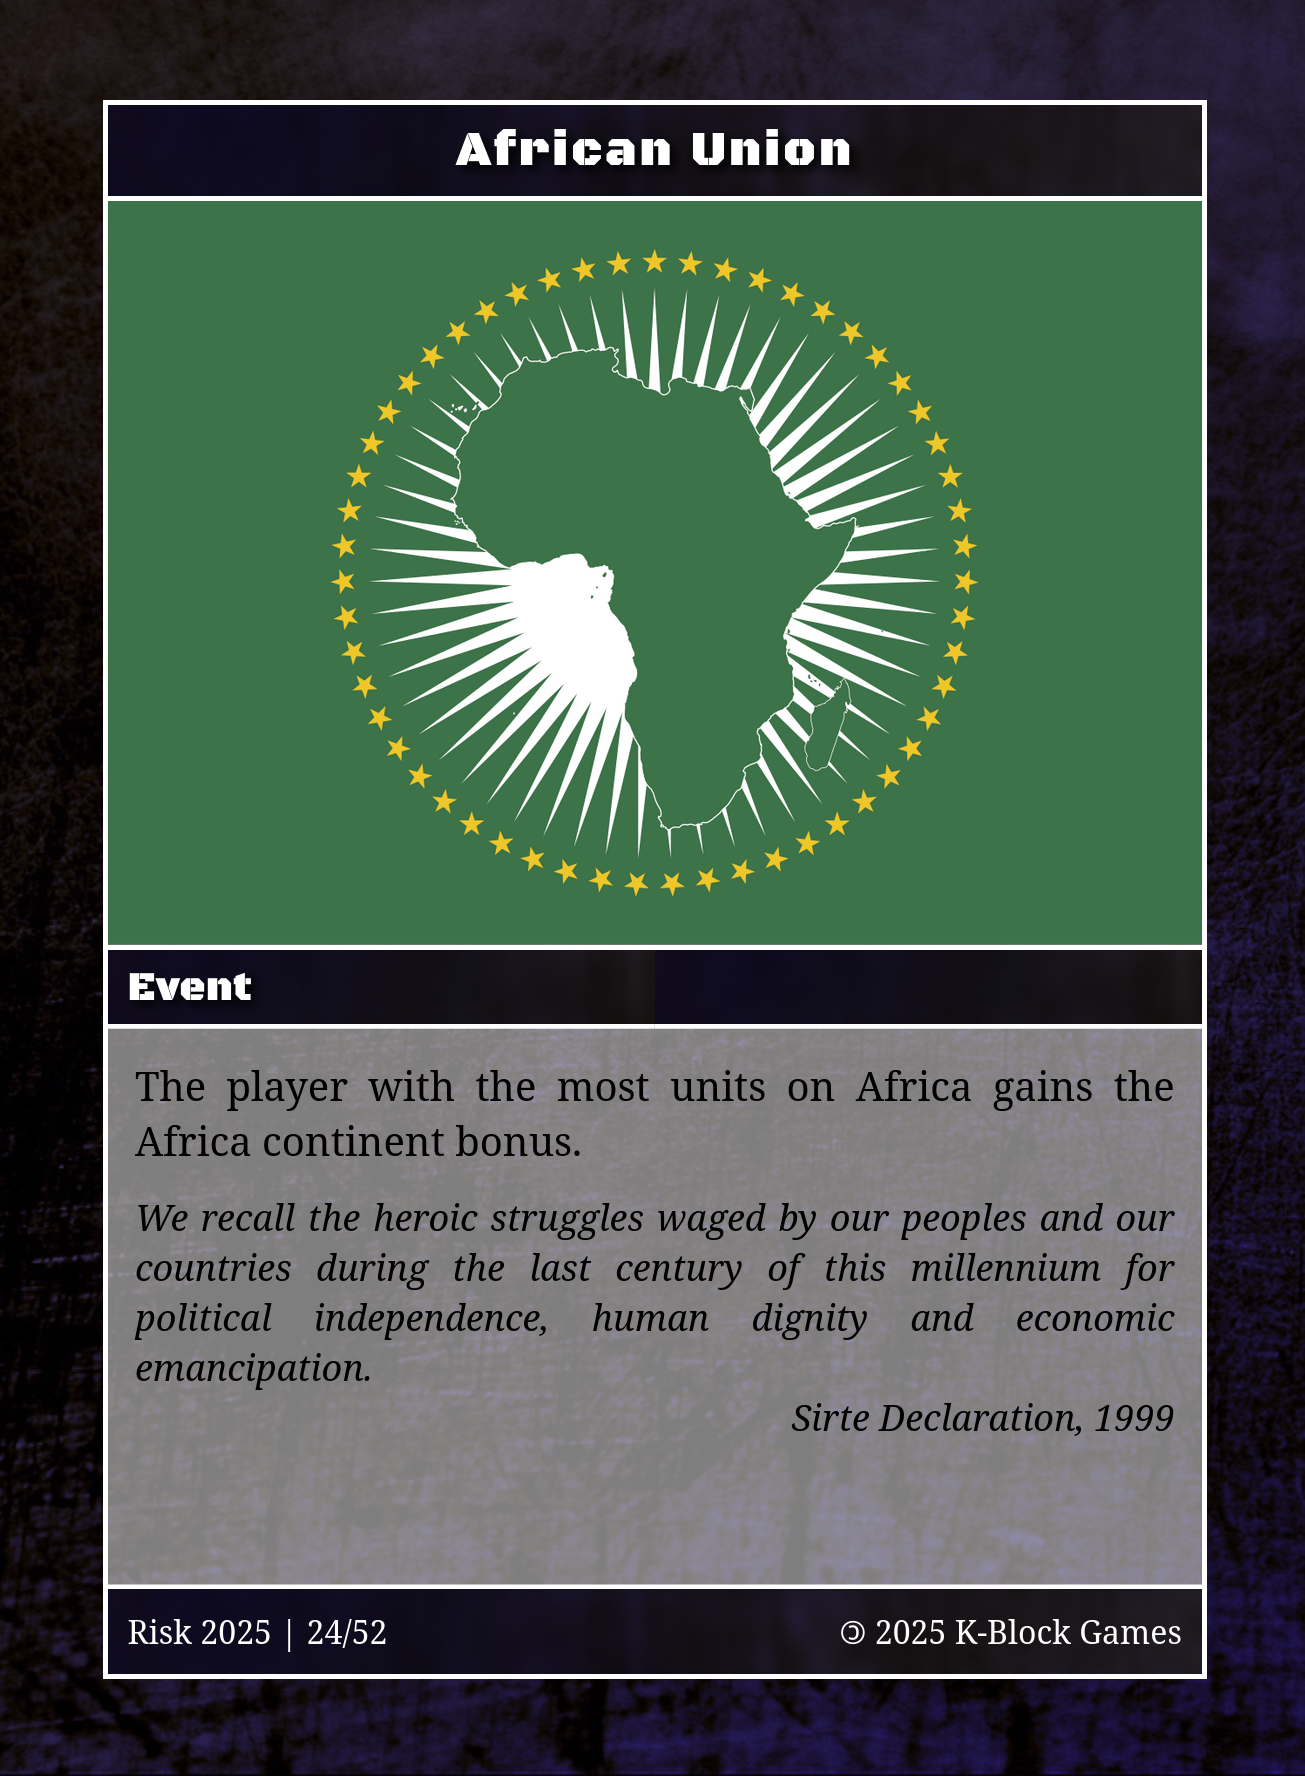 African Union
Event
The player with the most units on Africa gains the
Africa continent bonus.
We recall the heroic struggles waged by our peoples and our
countries during the last century of this millennium for
political independence, human dignity and economic
emancipation.
Sirte Declaration, 1999
Risk 2025 | 24/52
🄯 2025 K-Block Games